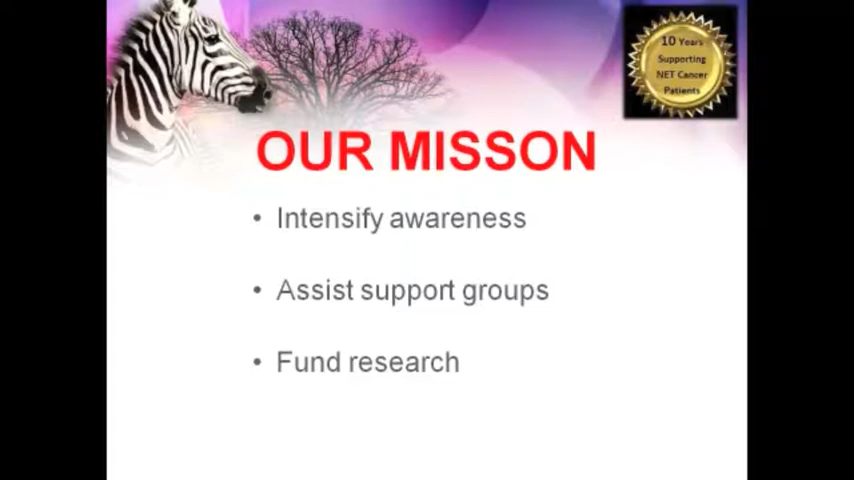 10 Years
Supporting
NET Cancer
Patients
OUR MISSON
• Intensify awareness
• Assist support groups
• Fund research